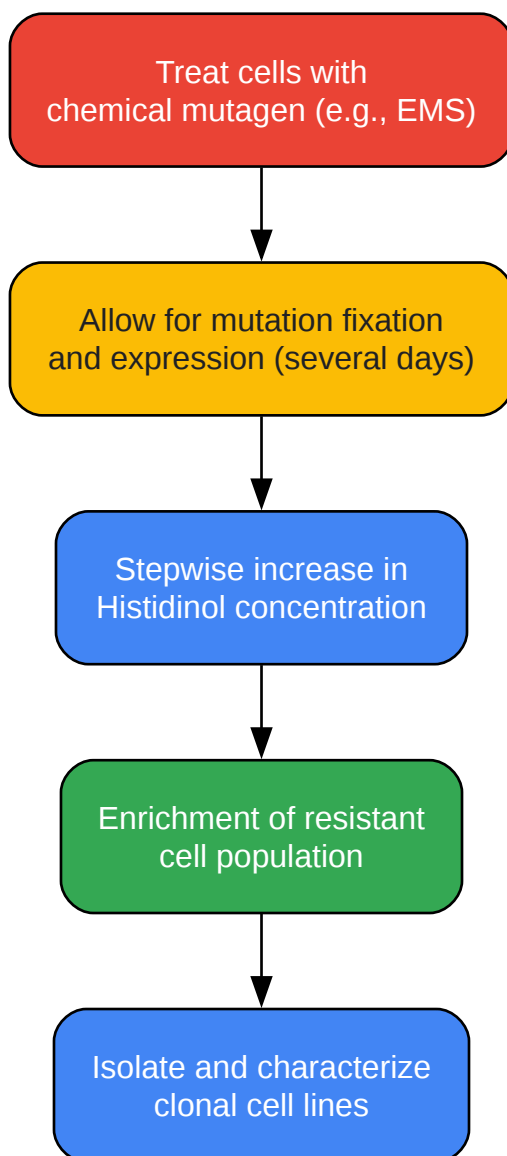 Treat cells with
chemical mutagen (e.g., EMS)
Allow for mutation fixation
and expression (several days)
Stepwise increase in
Histidinol concentration
Enrichment of resistant
cell population
Isolate and characterize
clonal cell lines